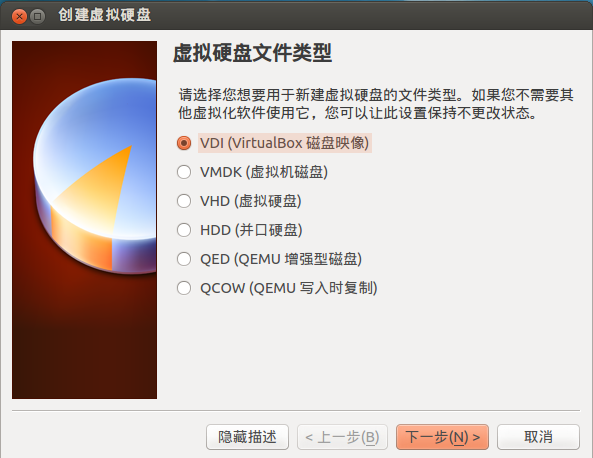 创建虚拟硬盘
虚拟硬盘文件类型
请选择您想要用于新建虚拟硬盘的文件类型。如果您不需要其
他虚拟化软件使用它，您可以让此设置保持不更改状态。
VDI (VirtualBox 磁盘映像)
VMDK (虚拟机磁盘)
VHD (虚拟硬盘)
HDD (并口硬盘)
QED (QEMU 增强型磁盘)
QCOW (QEMU 写入时复制)
隐藏描述 < 上一步(B) 下一步(N) > 取消